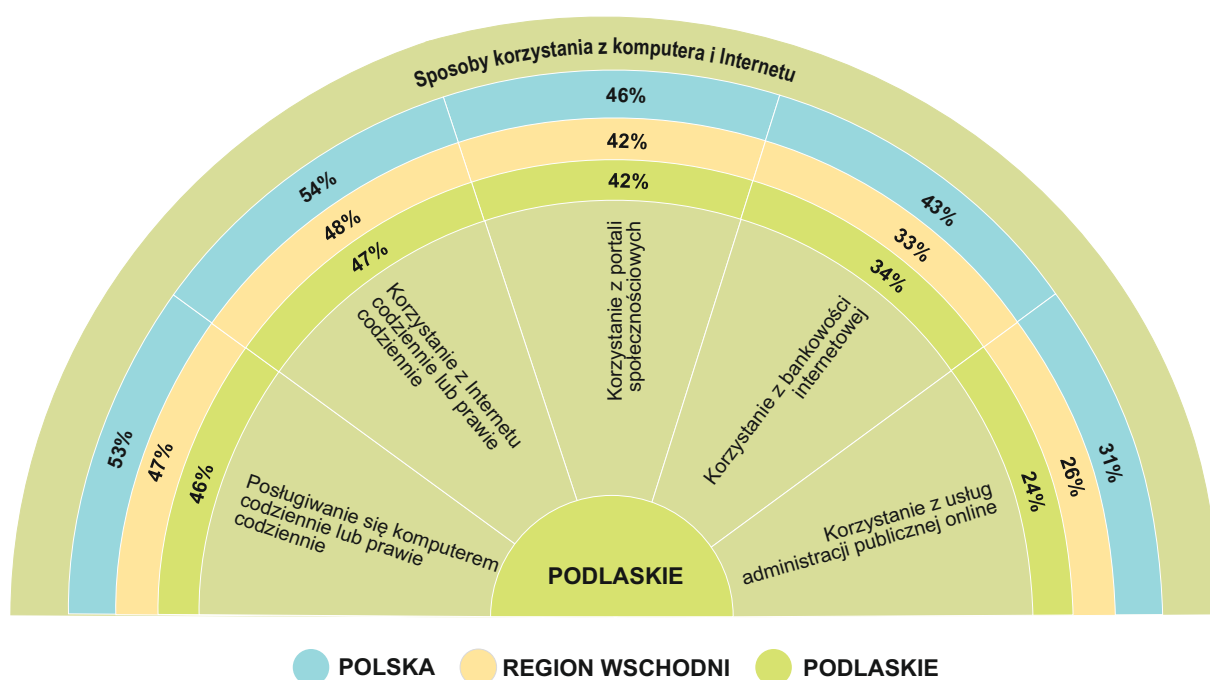 Sposoby korzystania z komputera i Internetu
53%
47%
46%
Posługiwanie się komputerem
codziennie lub prawie
codziennie
54%
48%
47%
Korzystanie z Internetu
codziennie lub prawie
codziennie
46%
42%
42%
Korzystanie z portali
społecznościowych
43%
33%
34%
Korzystanie z bankowości
internetowej
31%
26%
24%
Korzystanie z usług
administracji publicznej online
PODLASKIE
POLSKA REGION WSCHODNI PODLASKIE